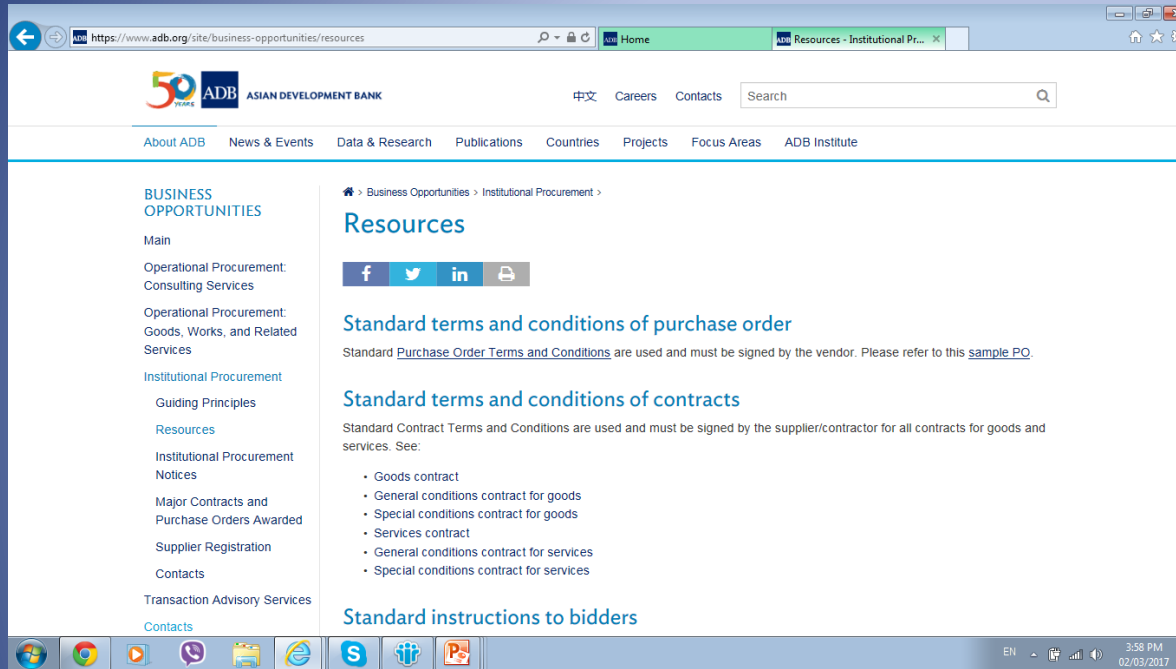 https://www.adb.org/site/business-opportunities/resources
ADB Home
ADB Resources - Institutional Pr...
50 YEARS ADB ASIAN DEVELOPMENT BANK
中文 Careers Contacts Search
About ADB News & Events Data & Research Publications Countries Projects Focus Areas ADB Institute
BUSINESS
OPPORTUNITIES
Main
Operational Procurement:
Consulting Services
Operational Procurement:
Goods, Works, and Related
Services
Institutional Procurement
Guiding Principles
Resources
Institutional Procurement
Notices
Major Contracts and
Purchase Orders Awarded
Supplier Registration
Contacts
Transaction Advisory Services
Contacts
> Business Opportunities > Institutional Procurement >
Resources
f in
Standard terms and conditions of purchase order
Standard Purchase Order Terms and Conditions are used and must be signed by the vendor. Please refer to this sample PO.
Standard terms and conditions of contracts
Standard Contract Terms and Conditions are used and must be signed by the supplier/contractor for all contracts for goods and
services. See:
• Goods contract
• General conditions contract for goods
• Special conditions contract for goods
• Services contract
• General conditions contract for services
• Special conditions contract for services
Standard instructions to bidders
EN 3:58 PM
02/03/2017